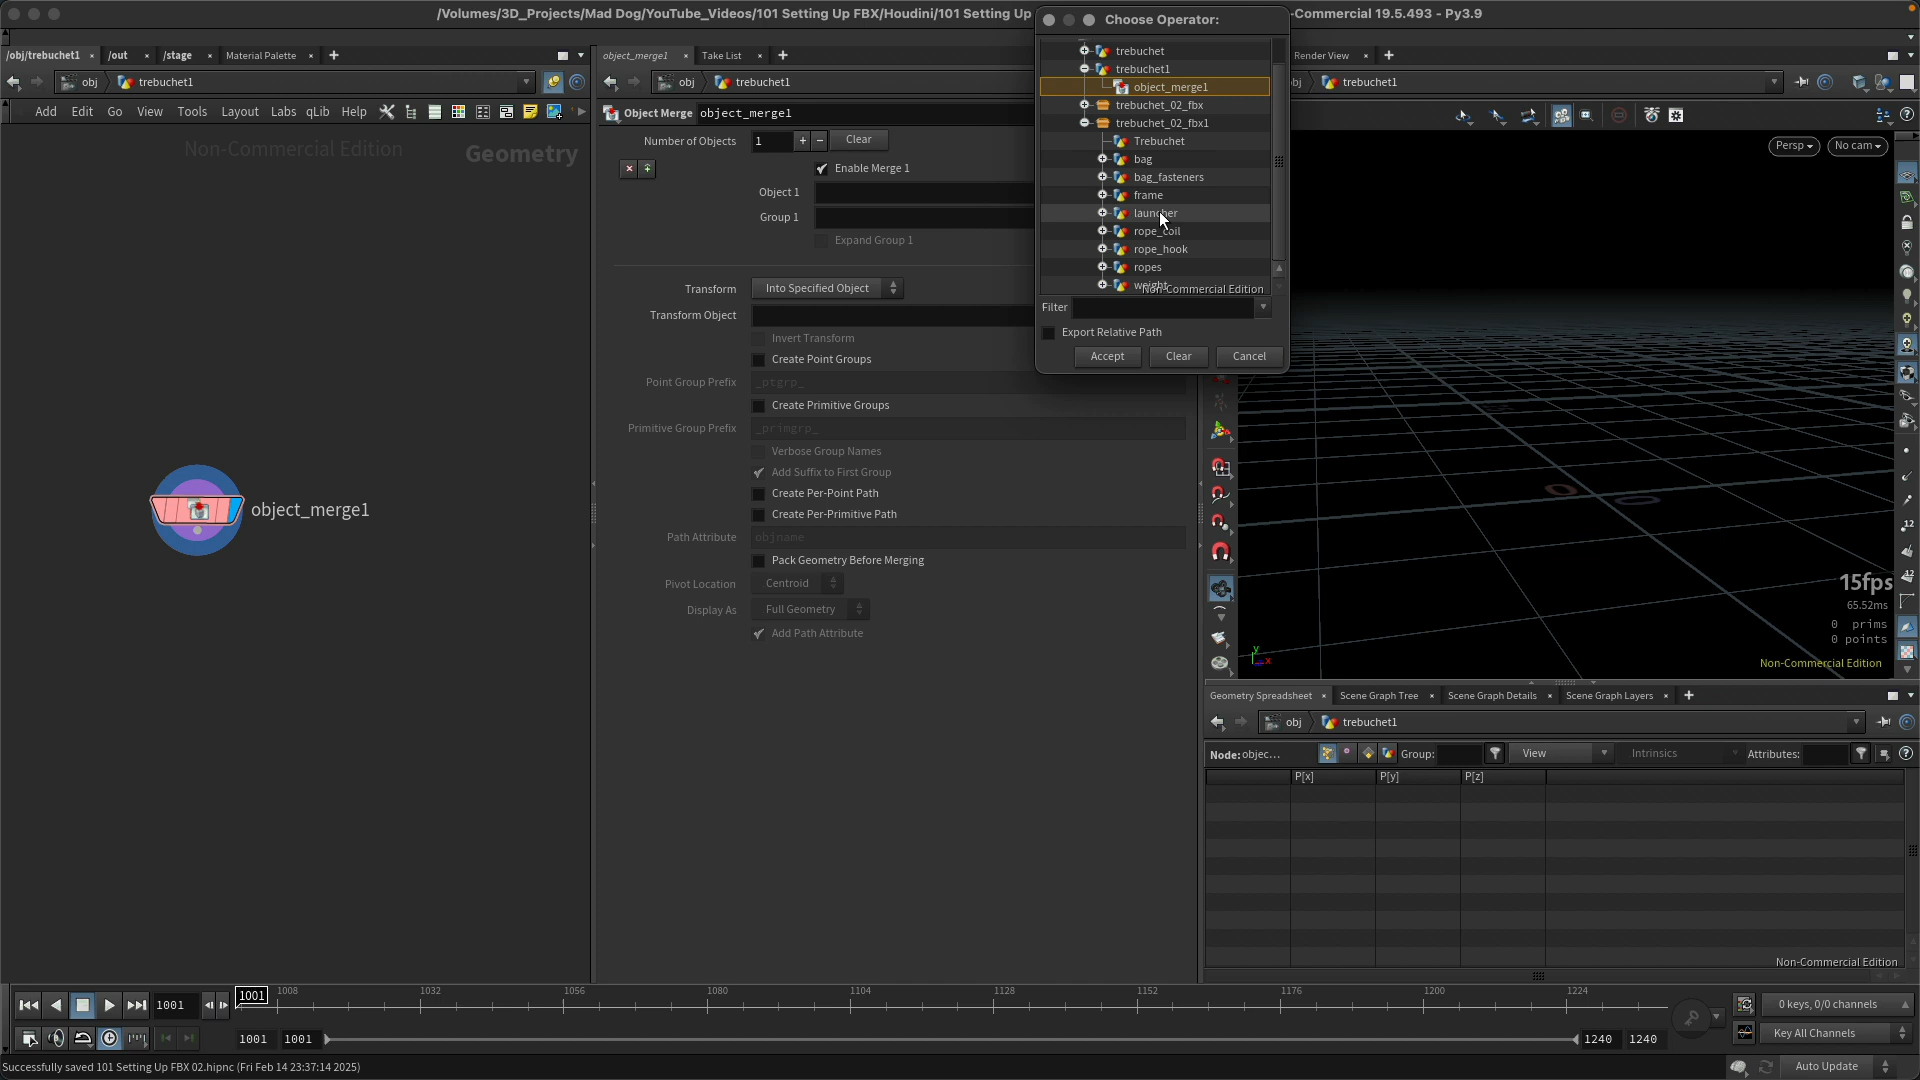 /Volumes/3D_Projects/Mad Dog/YouTube_Videos/101 Setting Up FBX/Houdini/101 Setting Up
-Commercial 19.5.493 - Py3.9
Choose Operator:
/obj/trebuchet1
/out
/stage
Material Palette
object_merge1
Take List
Render View
obj
trebuchet1
obj
trebuchet1
trebuchet1
Add
Edit
Go
View
Tools
Layout
Labs
qLib
Help
Non-Commercial Edition
Geometry
object_merge1
Object Merge
object_merge1
Number of Objects
1
Clear
Enable Merge 1
Object 1
Group 1
Expand Group 1
Transform
Into Specified Object
Transform Object
Invert Transform
Create Point Groups
Point Group Prefix
_ptgrp_
Create Primitive Groups
Primitive Group Prefix
_primgrp_
Verbose Group Names
Add Suffix to First Group
Create Per-Point Path
Create Per-Primitive Path
Path Attribute
objname
Pack Geometry Before Merging
Pivot Location
Centroid
Display As
Full Geometry
Add Path Attribute
trebuchet
trebuchet1
object_merge1
trebuchet_02_fbx
trebuchet_02_fbx1
Trebuchet
bag
bag_fasteners
frame
launcher
rope_coil
rope_hook
ropes
weight
Non-Commercial Edition
Filter
Export Relative Path
Accept
Clear
Cancel
Persp
No cam
15fps
65.52ms
0 prims
0 points
Non-Commercial Edition
y
x
12
12
Geometry Spreadsheet
Scene Graph Tree
Scene Graph Details
Scene Graph Layers
obj
trebuchet1
Node: objec...
Group:
View
Intrinsics
Attributes:
P[x]
P[y]
P[z]
Non-Commercial Edition
1001
1001
1008
1032
1056
1080
1104
1128
1152
1176
1200
1224
0 keys, 0/0 channels
1001
1001
1240
1240
Key All Channels
Successfully saved 101 Setting Up FBX 02.hipnc (Fri Feb 14 23:37:14 2025)
Auto Update